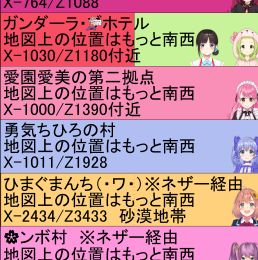 X-764/Z1088
ガンダーラ・ホテル
地図上の位置はもっと南西
X-1030/Z1180付近
愛園愛美の第二拠点
地図上の位置はもっと南西
X-1000/Z1390付近
勇気ちひろの村
地図上の位置はもっと南西
X-1011/Z1928
ひまぐまんち(・ワ・)※ネザー経由
地図上の位置はもっと南西
X-2434/Z3433 砂漠地帯
✿ンボ村 ※ネザー経由
地図上の位置はもっと南西